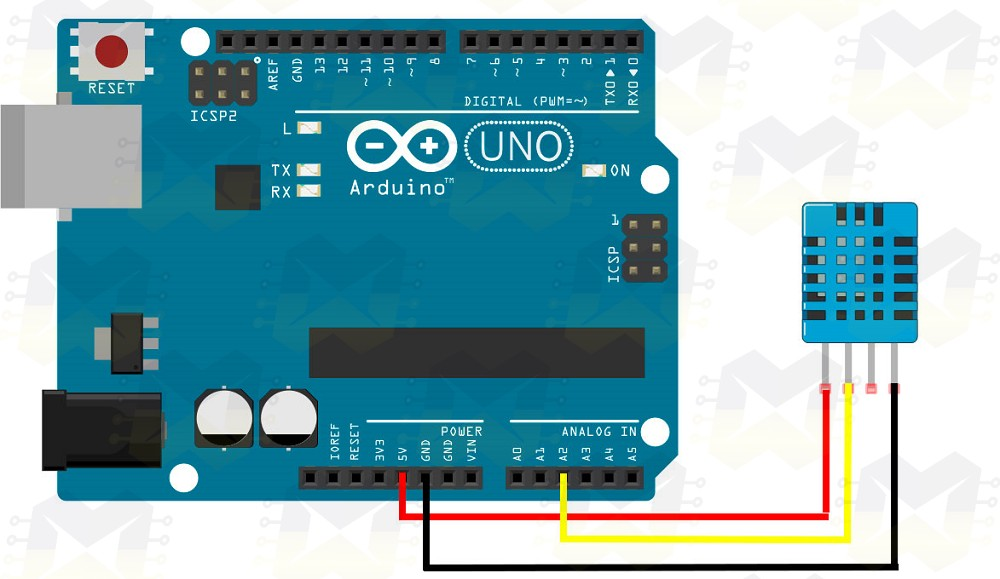 RESET
ICSP2
AREF
GND
13
12
~11
~10
~9
8
7
~6
~5
4
~3
2
TX0▶1
RX0◀0
DIGITAL (PWM=~)
L
TX
RX
UNO
Arduino™
ON
1
ICSP
IOREF
RESET
3V3
5V
GND
GND
VIN
POWER
ANALOG IN
A0
A1
A2
A3
A4
A5